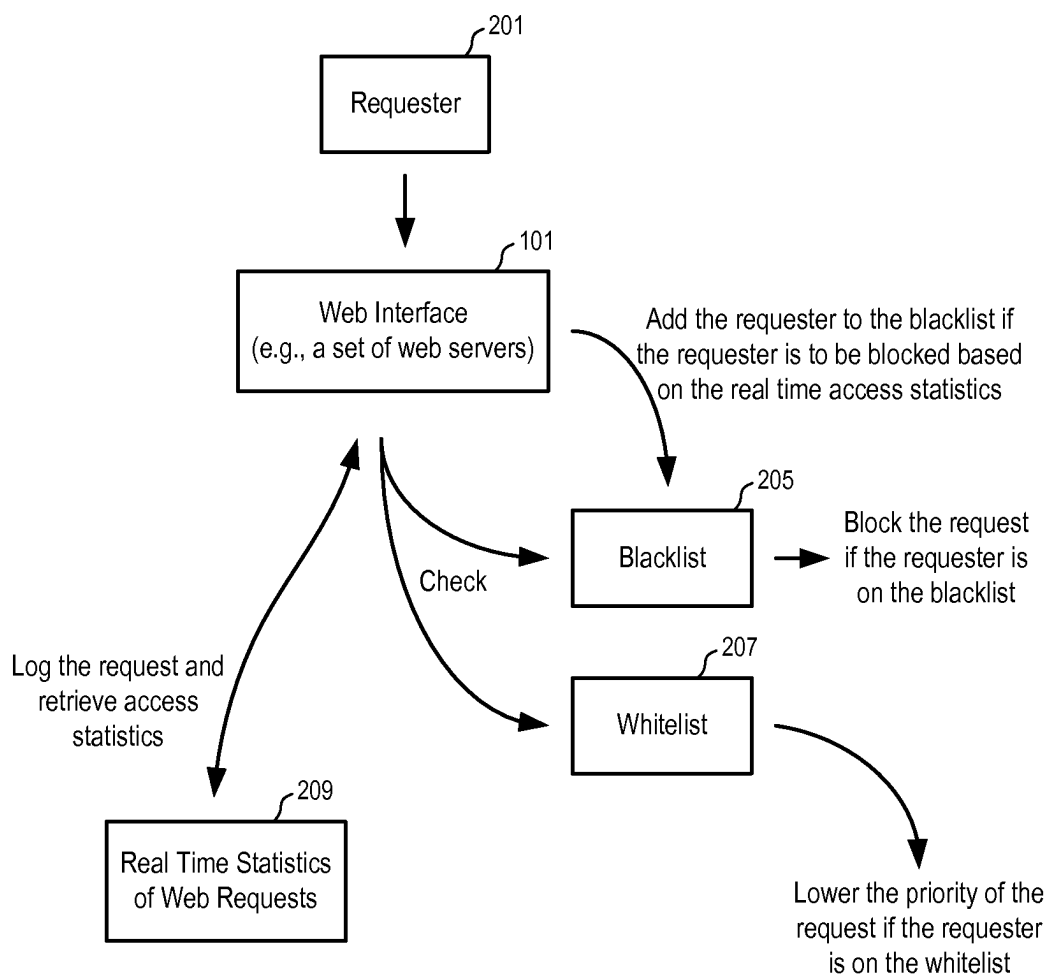 201
Requester
101
Web Interface
(e.g., a set of web servers)
Add the requester to the blacklist if
the requester is to be blocked based
on the real time access statistics
205
Blacklist
Block the request
if the requester is
on the blacklist
Check
Log the request and
retrieve access
statistics
207
Whitelist
209
Real Time Statistics
of Web Requests
Lower the priority of the
request if the requester
is on the whitelist